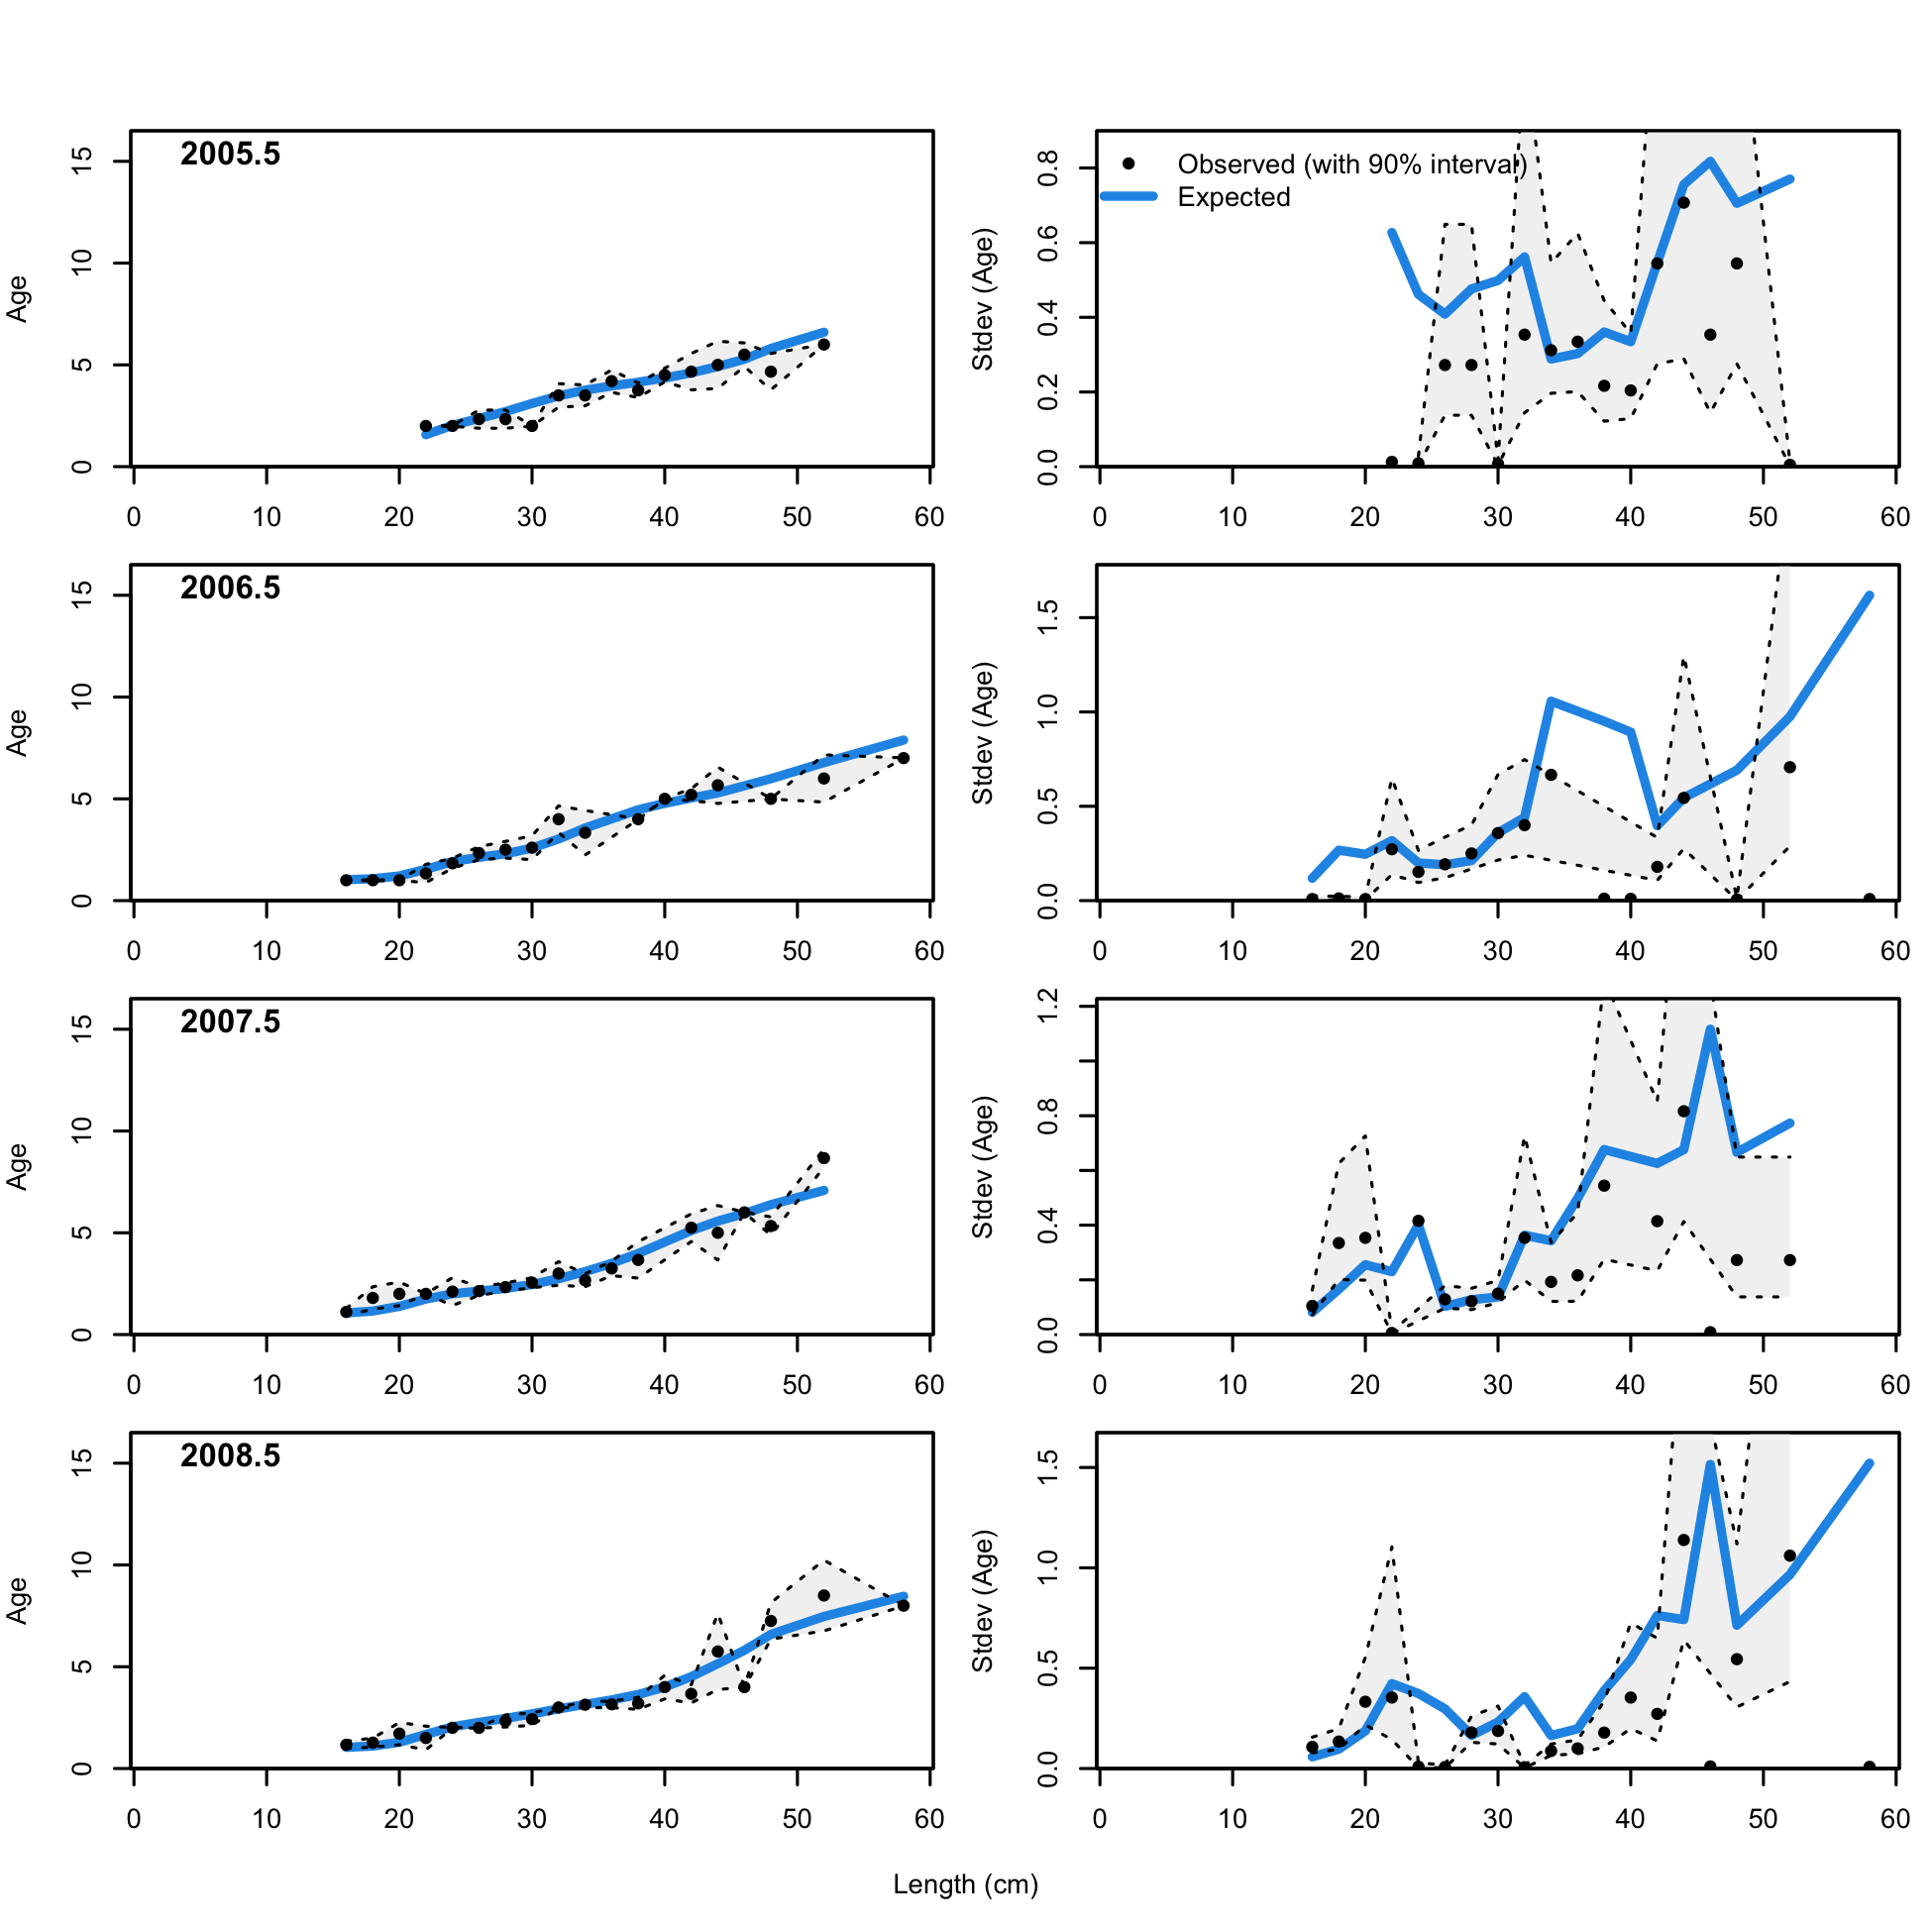 2005.5
Age
0 5 10 15
0 10 20 30 40 50 60
Observed (with 90% interval)
Expected
Stdev (Age)
0.0 0.2 0.4 0.6 0.8
0 10 20 30 40 50 60
2006.5
Age
0 5 10 15
0 10 20 30 40 50 60
Stdev (Age)
0.0 0.5 1.0 1.5
0 10 20 30 40 50 60
2007.5
Age
0 5 10 15
0 10 20 30 40 50 60
Stdev (Age)
0.0 0.4 0.8 1.2
0 10 20 30 40 50 60
2008.5
Age
0 5 10 15
0 10 20 30 40 50 60
Stdev (Age)
0.0 0.5 1.0 1.5
0 10 20 30 40 50 60
Length (cm)